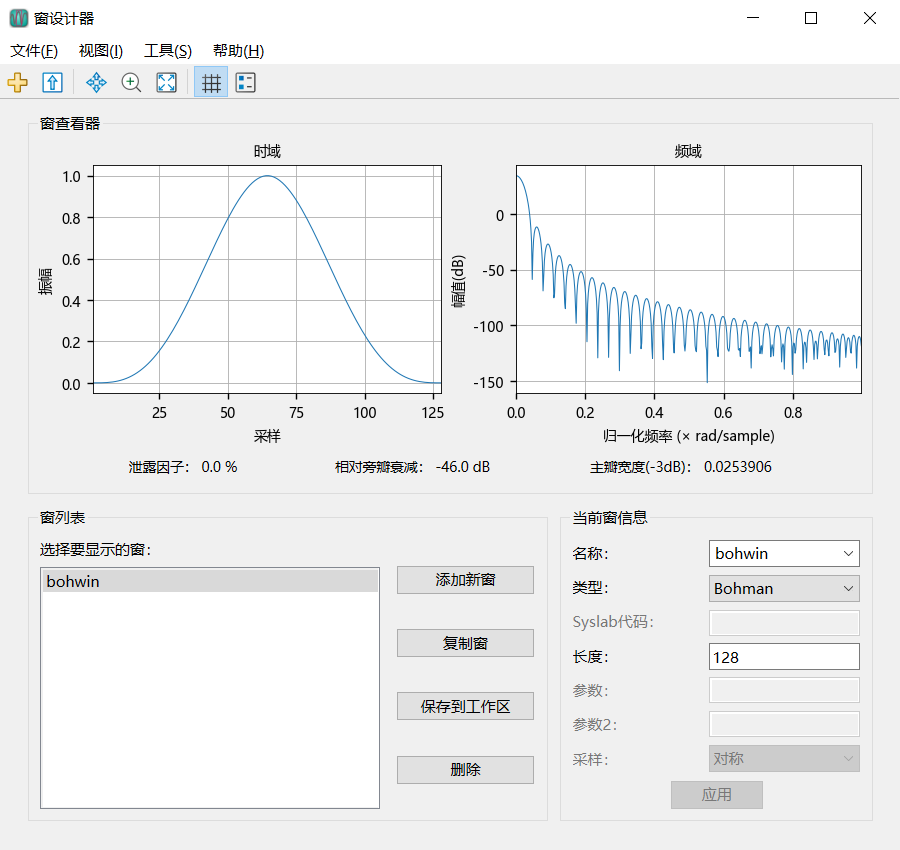 窗设计器
文件(F) 视图(I) 工具(S) 帮助(H)
窗查看器
时域
1.0
0.8
0.6
0.4
0.2
0.0
振幅
25 50 75 100 125
采样
频域
0
-50
-100
-150
幅值(dB)
0.0 0.2 0.4 0.6 0.8
归一化频率 (× rad/sample)
泄露因子: 0.0 % 相对旁瓣衰减: -46.0 dB 主瓣宽度(-3dB): 0.0253906
窗列表
选择要显示的窗:
bohwin
添加新窗
复制窗
保存到工作区
删除
当前窗信息
名称: bohwin
类型: Bohman
Syslab代码:
长度: 128
参数:
参数2:
采样: 对称
应用